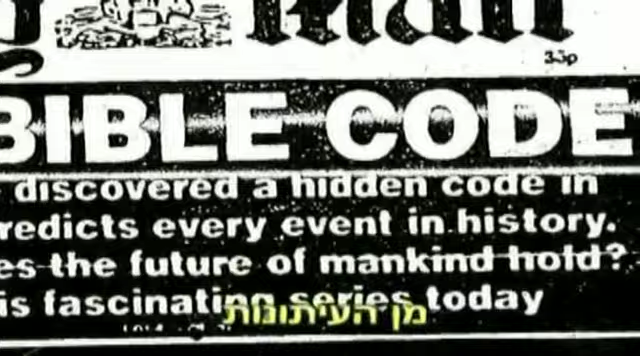 Mail
35p
BIBLE CODE
discovered a hidden code in
redicts every event in history.
es the future of mankind hold?
is fascinating series today
מן העיתונות